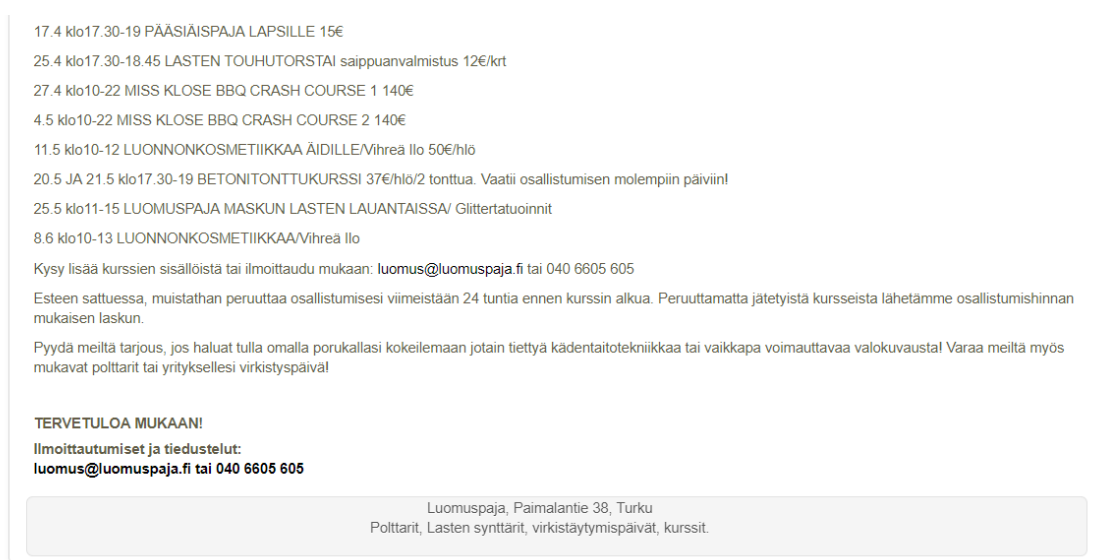 17.4 klo17.30-19 PÄÄSIÄISPAJA LAPSILLE 15€
25.4 klo17.30-18.45 LASTEN TOUHUTORSTAI saippuanvalmistus 12€/krt
27.4 klo10-22 MISS KLOSE BBQ CRASH COURSE 1 140€
4.5 klo10-22 MISS KLOSE BBQ CRASH COURSE 2 140€
11.5 klo10-12 LUONNONKOSMETIIKKAA ÄIDILLE/Vihreä Ilo 50€/hlö
20.5 JA 21.5 klo17.30-19 BETONITONTTUKURSSI 37€/hlö/2 tonttua. Vaatii osallistumisen molempiin päiviin!
25.5 klo11-15 LUOMUSPAJA MASKUN LASTEN LAUANTAISSA/ Glittertatuoinnit
8.6 klo10-13 LUONNONKOSMETIIKKAA/Vihreä Ilo
Kysy lisää kurssien sisällöistä tai ilmoittaudu mukaan: luomus@luomuspaja.fi tai 040 6605 605
Esteen sattuessa, muistathan peruuttaa osallistumisesi viimeistään 24 tuntia ennen kurssin alkua. Peruuttamatta jätetyistä kursseista lähetämme osallistumishinnan
mukaisen laskun.
Pyydä meiltä tarjous, jos haluat tulla omalla porukallasi kokeilemaan jotain tiettyä kädentaitotekniikkaa tai vaikkapa voimauttavaa valokuvausta! Varaa meiltä myös
mukavat polttarit tai yrityksellesi virkistyspäivä!
TERVETULOA MUKAAN!
Ilmoittautumiset ja tiedustelut:
luomus@luomuspaja.fi tai 040 6605 605
Luomuspaja, Paimalantie 38, Turku
Polttarit, Lasten synttärit, virkistäytymispäivät, kurssit.